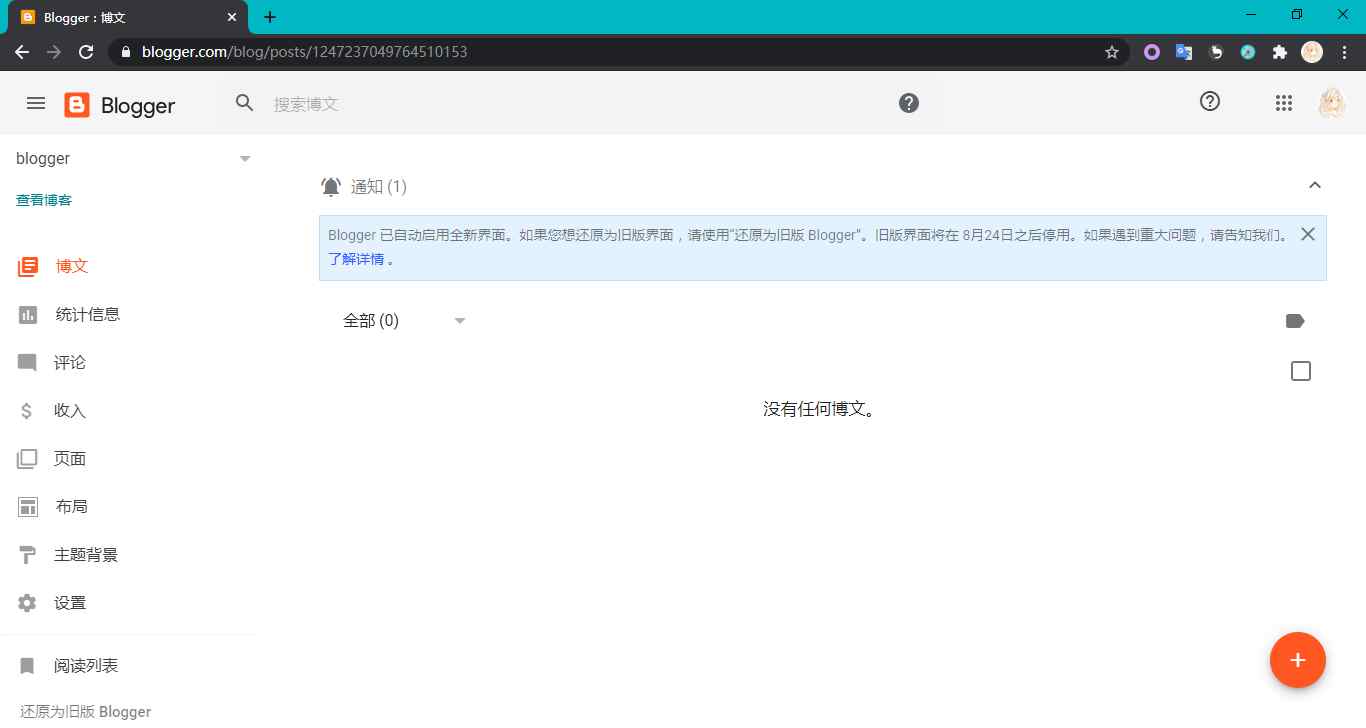 Blogger : 博文
blogger.com/blog/posts/1247237049764510153
Blogger
搜索博文
blogger
查看博客
通知 (1)
Blogger 已自动启用全新界面。如果您想还原为旧版界面，请使用“还原为旧版 Blogger”。旧版界面将在 8月24日之后停用。如果遇到重大问题，请告知我们。
了解详情 。
博文
统计信息
评论
收入
页面
布局
主题背景
设置
阅读列表
还原为旧版 Blogger
全部 (0)
没有任何博文。